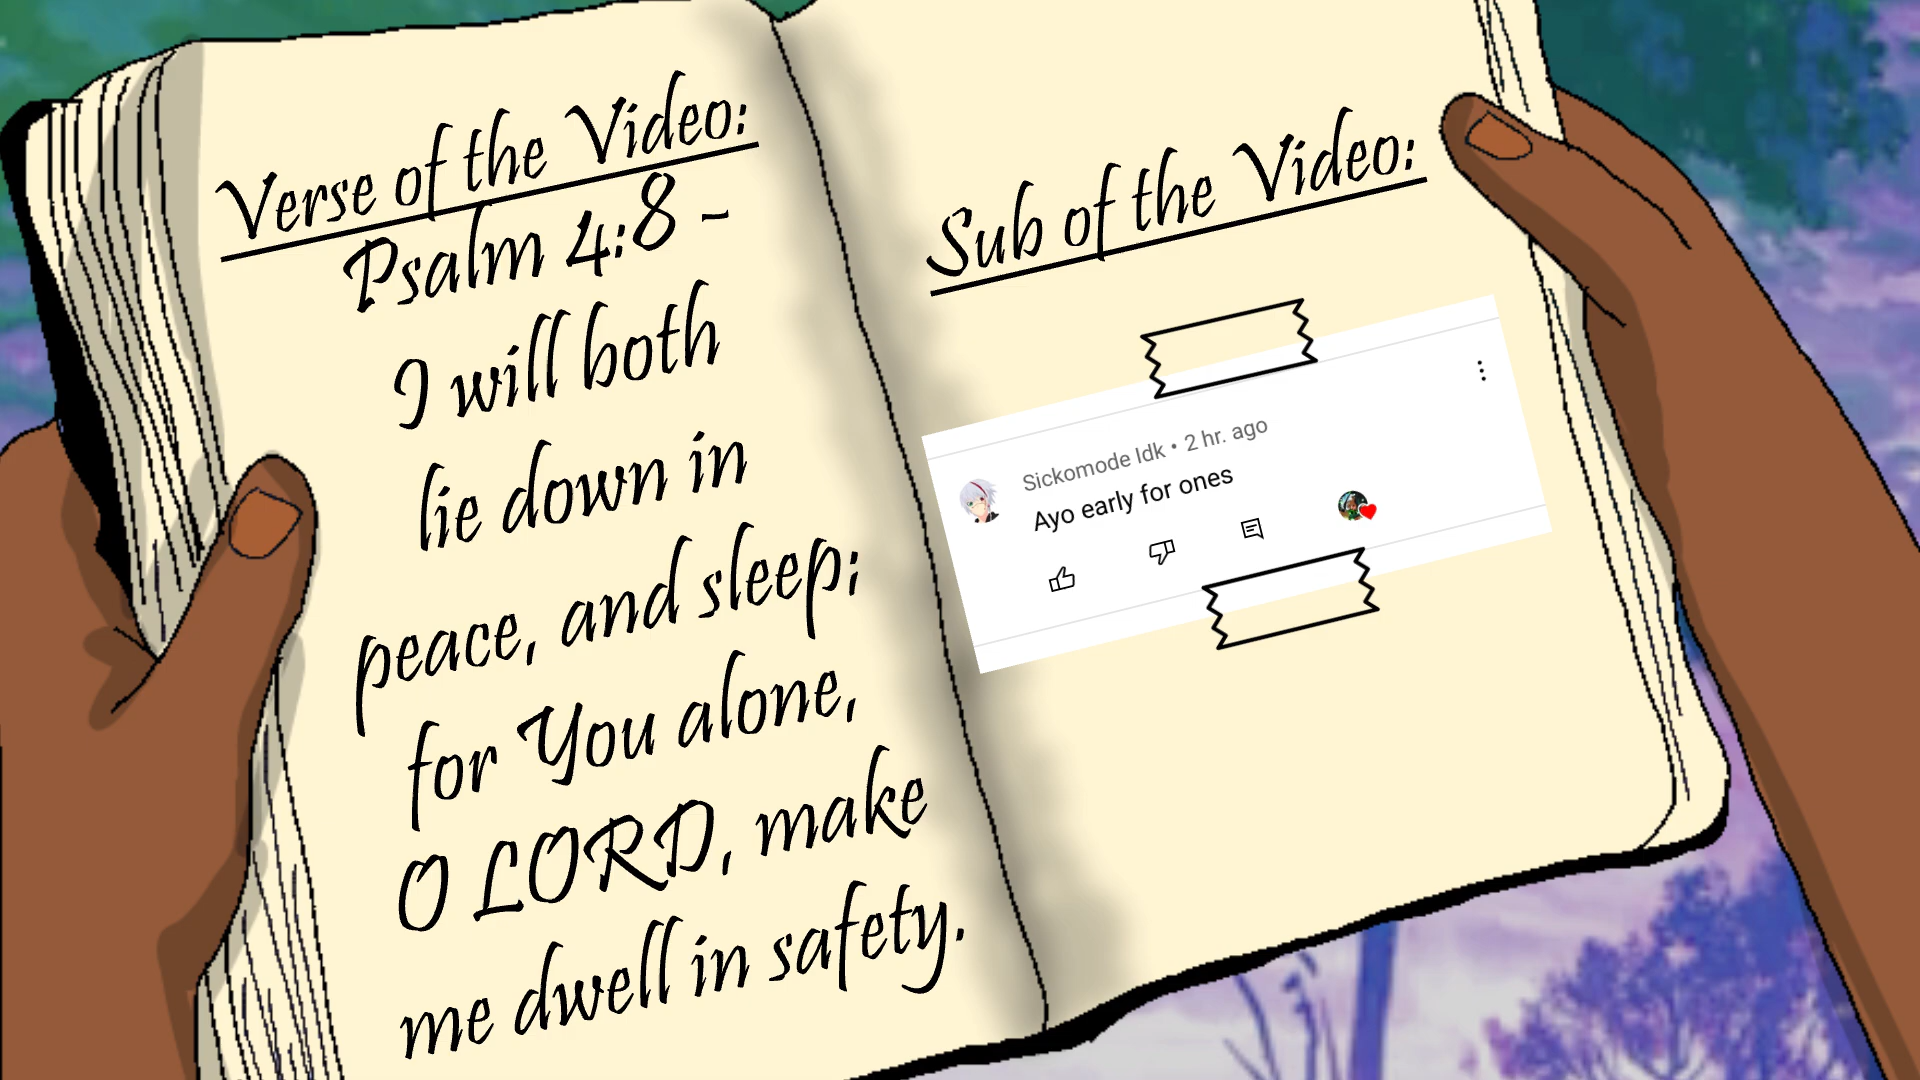 Verse of the Video:
Psalm 4:8 -
I will both
lie down in
peace, and sleep;
for You alone,
O LORD, make
me dwell in safety.
Sub of the Video:
Sickomode Idk • 2 hr. ago
Ayo early for ones